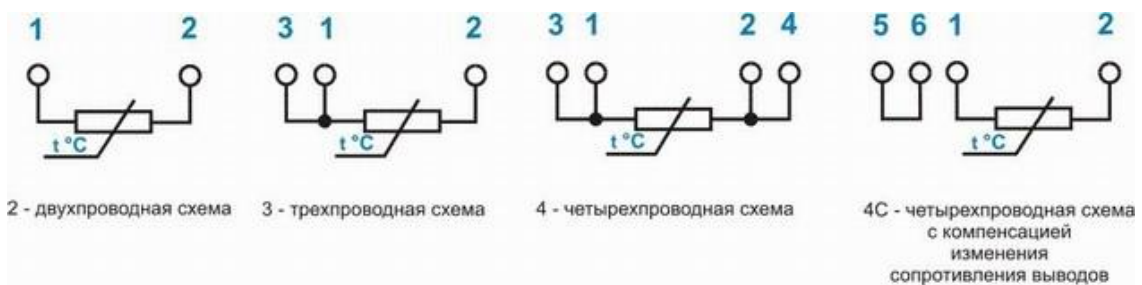 1 2 3 1 2 3 1 2 4 5 6 1 2
t °C t °C t °C t °C
2 - двухпроводная схема
3 - трехпроводная схема
4 - четырехпроводная схема
4С - четырехпроводная схема
с компенсацией
изменения
сопротивления выводов